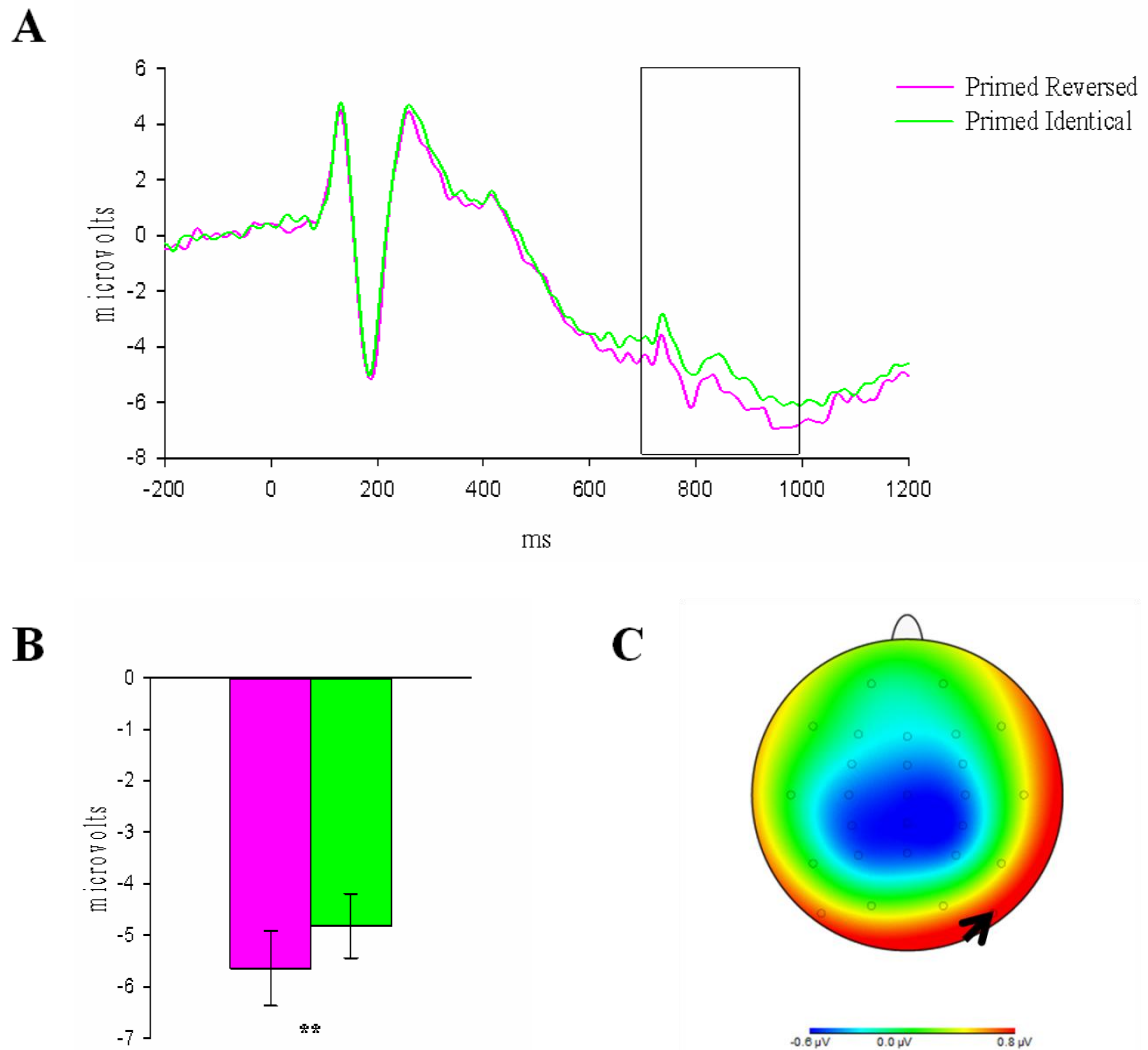 A
6
4
2
0
-2
-4
-6
-8
microvolts
-200 0 200 400 600 800 1000 1200
ms
Primed Reversed
Primed Identical
B
0
-1
-2
-3
-4
-5
-6
-7
microvolts
**
C
-0.6 µV 0.0 µV 0.8 µV